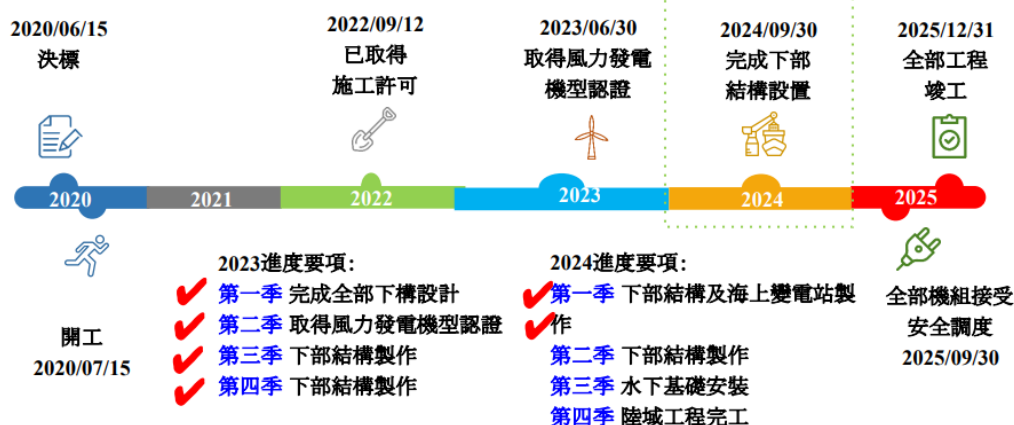 2020/06/15
決標
2022/09/12
已取得
施工許可
2023/06/30
取得風力發電
機型認證
2024/09/30
完成下部
結構設置
2025/12/31
全部工程
竣工
2020
2021
2022
2023
2024
2025
開工
2020/07/15
2023進度要項：
第一季 完成全部下構設計
第二季 取得風力發電機型認證
第三季 下部結構製作
第四季 下部結構製作
2024進度要項：
第一季 下部結構及海上變電站製
作
第二季 下部結構製作
第三季 水下基礎安裝
第四季 陸域工程完工
全部機組接受
安全調度
2025/09/30